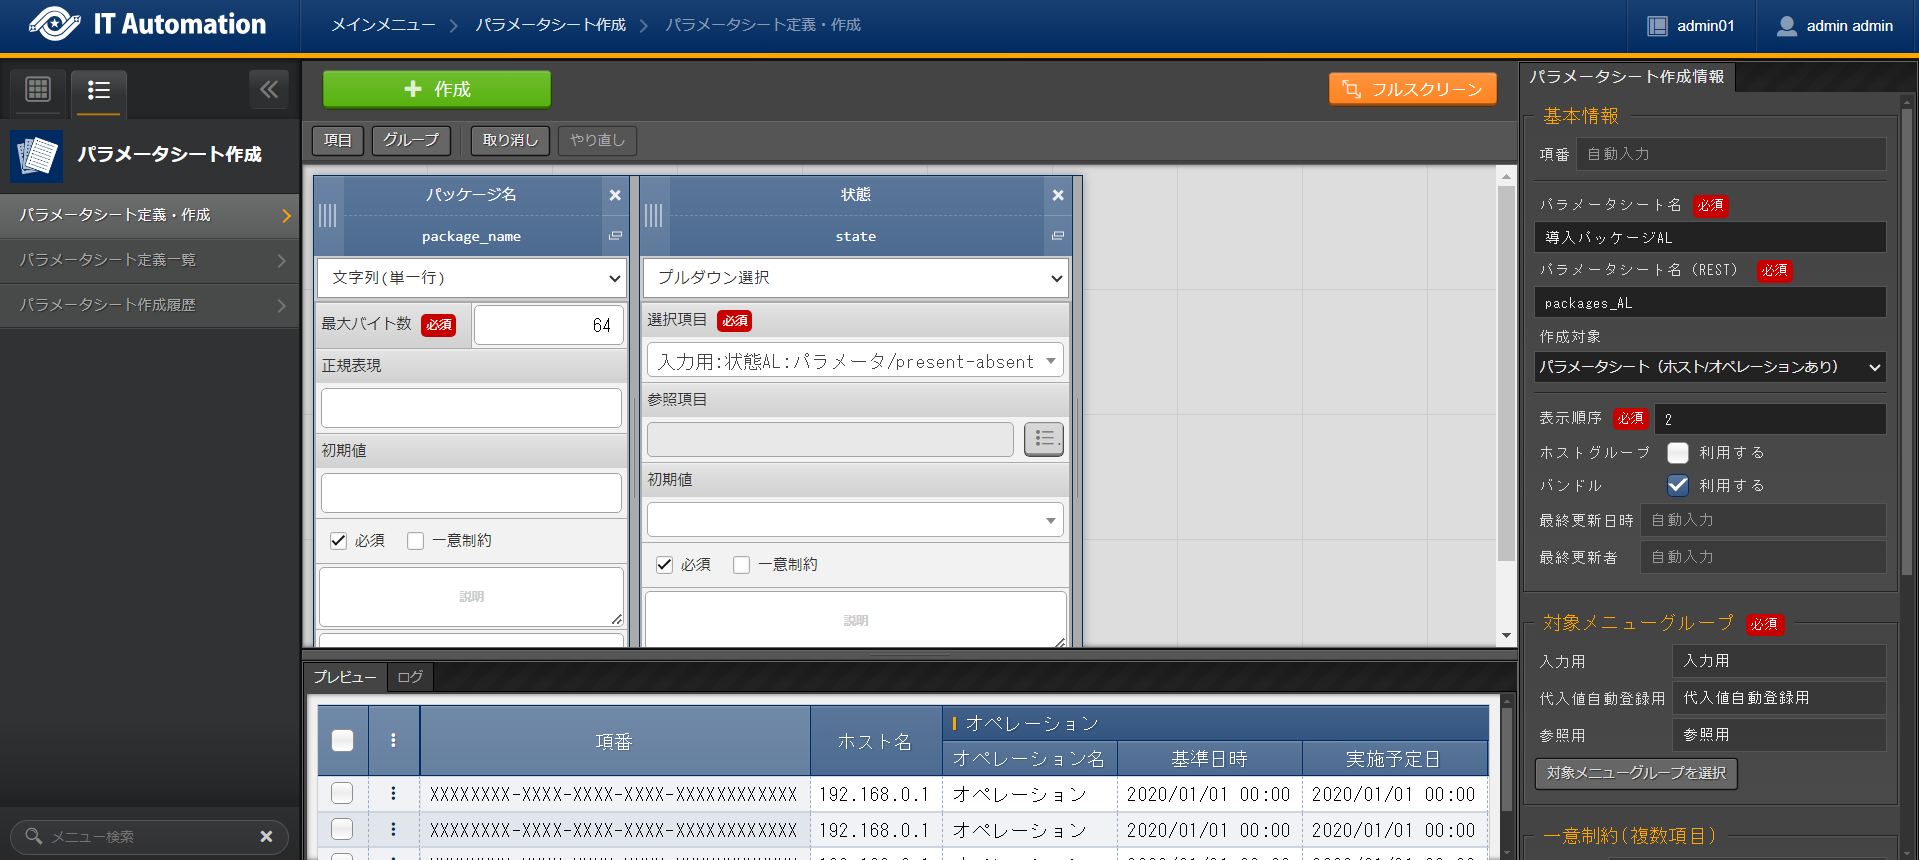 IT Automation
メインメニュー
パラメータシート作成
パラメータシート定義・作成
admin01
admin admin
パラメータシート作成
パラメータシート定義・作成
パラメータシート定義一覧
パラメータシート作成履歴
メニュー検索
作成
フルスクリーン
項目
グループ
取り消し
やり直し
パッケージ名
package_name
文字列(単一行)
最大バイト数 必須 64
正規表現
初期値
必須 一意制約
説明
状態
state
プルダウン選択
選択項目 必須
入力用:状態AL:パラメータ/present-absent
参照項目
初期値
必須 一意制約
説明
プレビュー
ログ
項番 ホスト名 オペレーション
オペレーション名 基準日時 実施予定日
XXXXXXXX-XXXX-XXXX-XXXX-XXXXXXXXXXXX 192.168.0.1 オペレーション 2020/01/01 00:00 2020/01/01 00:00
XXXXXXXX-XXXX-XXXX-XXXX-XXXXXXXXXXXX 192.168.0.1 オペレーション 2020/01/01 00:00 2020/01/01 00:00
パラメータシート作成情報
基本情報
項番 自動入力
パラメータシート名 必須
導入パッケージAL
パラメータシート名 (REST) 必須
packages_AL
作成対象
パラメータシート（ホスト/オペレーションあり）
表示順序 必須 2
ホストグループ 利用する
バンドル 利用する
最終更新日時 自動入力
最終更新者 自動入力
対象メニューグループ 必須
入力用 入力用
代入値自動登録用 代入値自動登録用
参照用 参照用
対象メニューグループを選択
一意制約(複数項目)